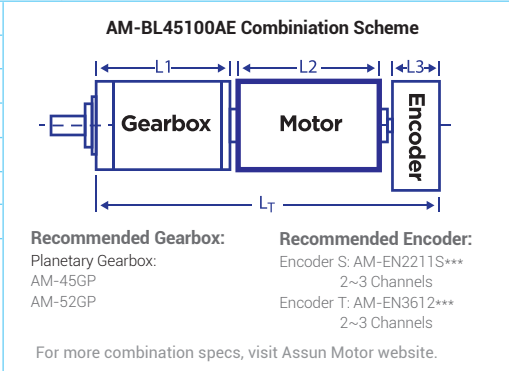 AM-BL45100AE Combiniation Scheme
L1
L2
L3
Gearbox
Motor
Encoder
LT
Recommended Gearbox:
Planetary Gearbox:
AM-45GP
AM-52GP
Recommended Encoder:
Encoder S: AM-EN2211S***
2~3 Channels
Encoder T: AM-EN3612***
2~3 Channels
For more combination specs, visit Assun Motor website.